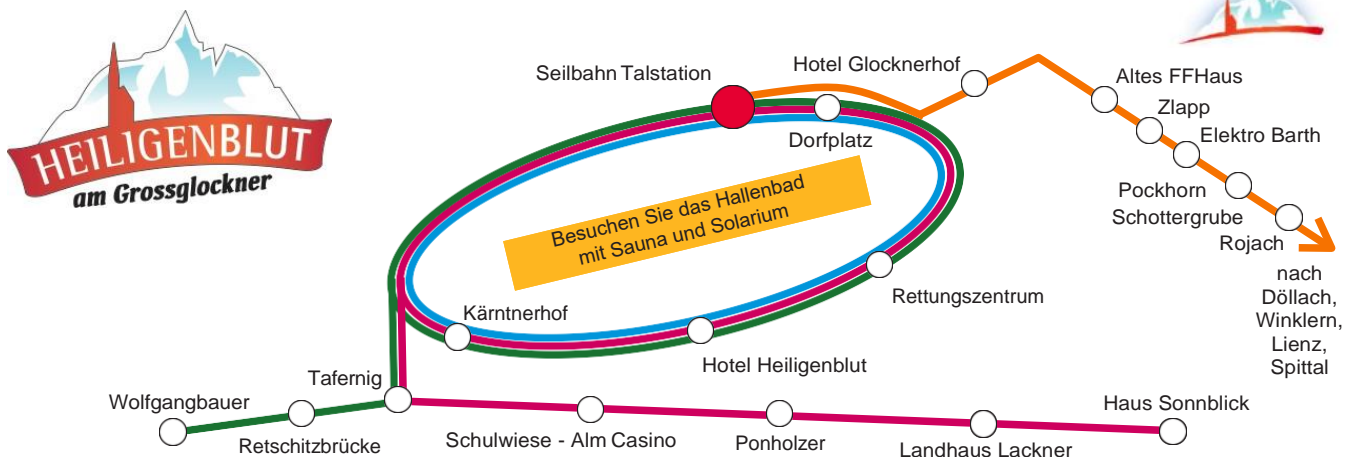 HEILIGENBLUT
am Grossglockner
Seilbahn Talstation
Hotel Glocknerhof
Dorfplatz
Altes FFHaus
Zlapp
Elektro Barth
Pockhorn
Schottergrube
Rojach
nach
Döllach,
Winklern,
Lienz,
Spittal
Besuchen Sie das Hallenbad
mit Sauna und Solarium
Rettungszentrum
Kärntnerhof
Hotel Heiligenblut
Tafernig
Wolfgangbauer
Retschitzbrücke
Schulwiese - Alm Casino
Ponholzer
Landhaus Lackner
Haus Sonnblick